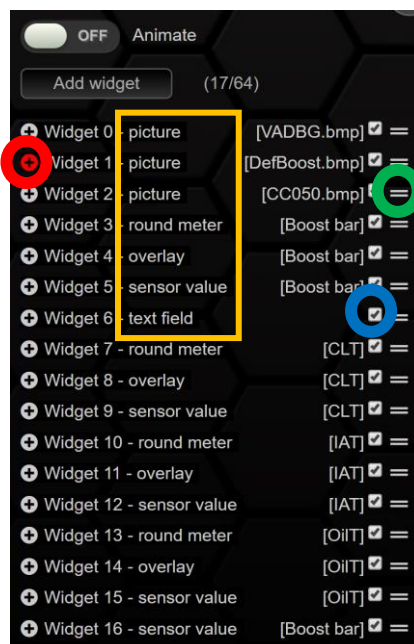 OFF Animate
Add widget (17/64)
Widget 0 - picture [VADBG.bmp]
Widget 1 - picture [DefBoost.bmp]
Widget 2 - picture [CC050.bmp]
Widget 3 - round meter [Boost bar]
Widget 4 - overlay [Boost bar]
Widget 5 - sensor value [Boost bar]
Widget 6 - text field
Widget 7 - round meter [CLT]
Widget 8 - overlay [CLT]
Widget 9 - sensor value [CLT]
Widget 10 - round meter [IAT]
Widget 11 - overlay [IAT]
Widget 12 - sensor value [IAT]
Widget 13 - round meter [OilT]
Widget 14 - overlay [OilT]
Widget 15 - sensor value [OilT]
Widget 16 - sensor value [Boost bar]